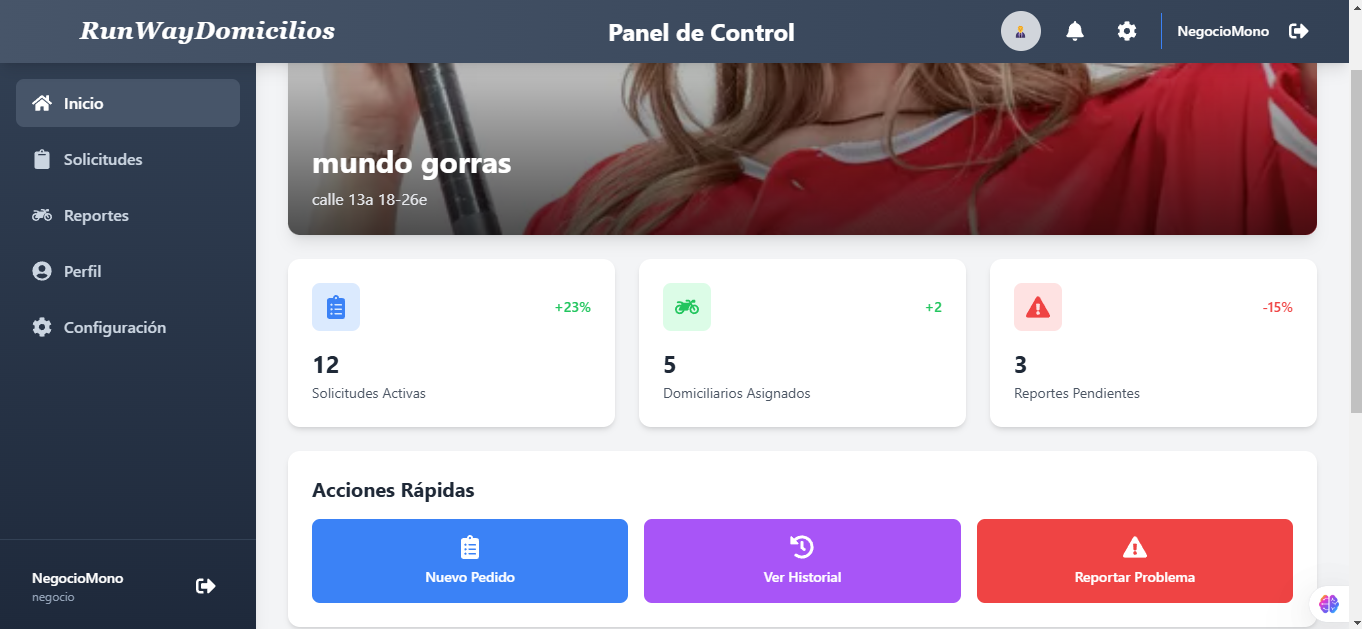 RunWayDomicilios
Panel de Control
NegocioMono
Inicio
Solicitudes
Reportes
Perfil
Configuración
NegocioMono
negocio
mundo gorras
calle 13a 18-26e
+23%
12
Solicitudes Activas
+2
5
Domiciliarios Asignados
-15%
3
Reportes Pendientes
Acciones Rápidas
Nuevo Pedido
Ver Historial
Reportar Problema